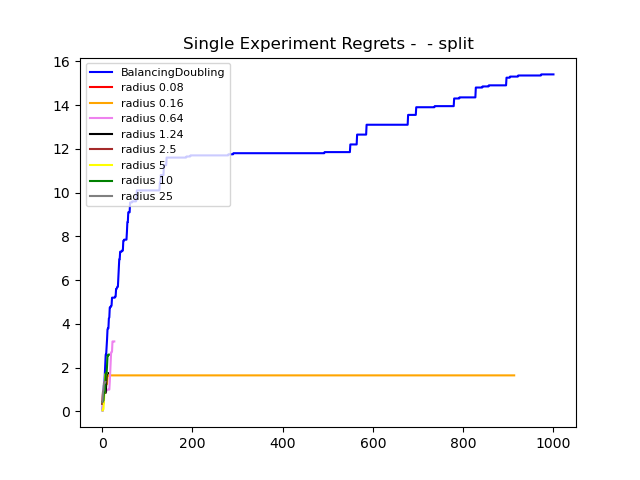 Single Experiment Regrets -  - split
16
14
12
10
8
6
4
2
0
BalancingDoubling
radius 0.08
radius 0.16
radius 0.64
radius 1.24
radius 2.5
radius 5
radius 10
radius 25
0 200 400 600 800 1000